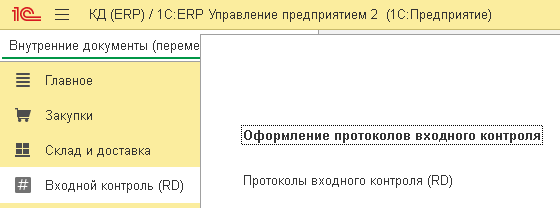 1С КД (ERP) / 1C:ERP Управление предприятием 2 (1С:Предприятие)
Внутренние документы (переме
Главное
Закупки
Склад и доставка
Входной контроль (RD)
Оформление протоколов входного контроля
Протоколы входного контроля (RD)